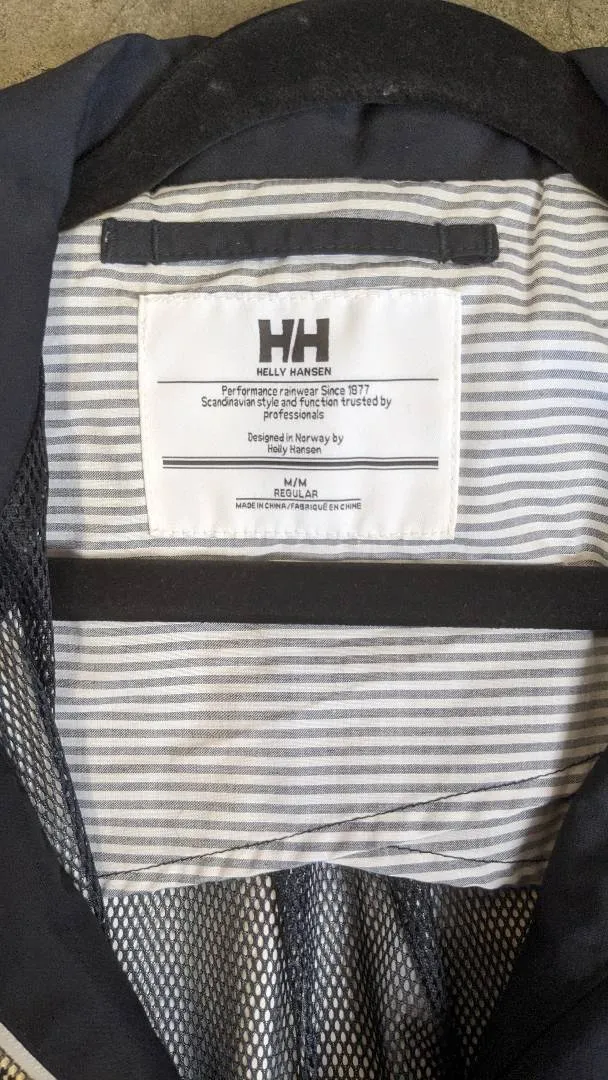 H/H
HELLY HANSEN
Performance rainwear Since 1877
Scandinavian style and function trusted by
professionals
Designed in Norway by
Helly Hansen
M/M
REGULAR
MADE IN CHINA/FABRIQUÉ EN CHINE